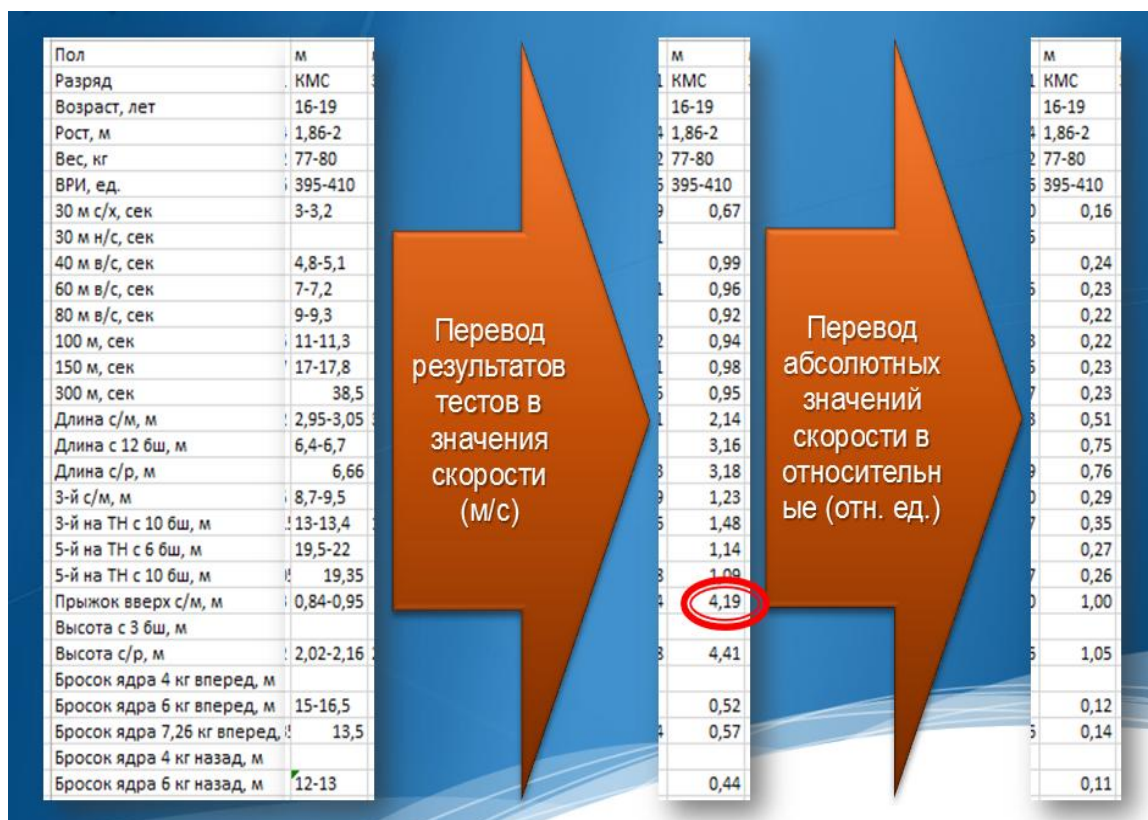 Пол м м м
Разряд КМС КМС КМС
Возраст, лет 16-19 16-19 16-19
Рост, м 1,86-2 1,86-2 1,86-2
Вес, кг 77-80 77-80 77-80
ВРИ, ед. 395-410 395-410 395-410
30 м с/х, сек 3-3,2 0,67 0,16
30 м н/с, сек
40 м в/с, сек 4,8-5,1 0,99 0,24
60 м в/с, сек 7-7,2 0,96 0,23
80 м в/с, сек 9-9,3 0,92 0,22
100 м, сек 11-11,3 0,94 0,22
150 м, сек 17-17,8 0,98 0,23
300 м, сек 38,5 0,95 0,23
Длина с/м, м 2,95-3,05 2,14 0,51
Длина с 12 бш, м 6,4-6,7 3,16 0,75
Длина с/р, м 6,66 3,18 0,76
3-й с/м, м 8,7-9,5 1,23 0,29
3-й на ТН с 10 бш, м 13-13,4 1,48 0,35
5-й на ТН с 6 бш, м 19,5-22 1,14 0,27
5-й на ТН с 10 бш, м 19,35 1,09 0,26
Прыжок вверх с/м, м 0,84-0,95 4,19 1,00
Высота с 3 бш, м
Высота с/р, м 2,02-2,16 4,41 1,05
Бросок ядра 4 кг вперед, м
Бросок ядра 6 кг вперед, м 15-16,5 0,52 0,12
Бросок ядра 7,26 кг вперед, 13,5 0,57 0,14
Бросок ядра 4 кг назад, м
Бросок ядра 6 кг назад, м 12-13 0,44 0,11
Перевод
результатов
тестов в
значения
скорости
(м/с)
Перевод
абсолютных
значений
скорости в
относительн
ые (отн. ед.)